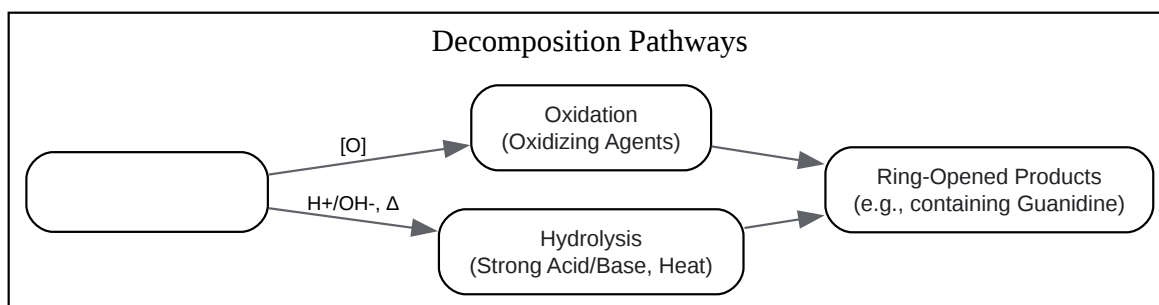 Decomposition Pathways
Oxidation
(Oxidizing Agents)
[O]
Ring-Opened Products
(e.g., containing Guanidine)
H+/OH-, Δ
Hydrolysis
(Strong Acid/Base, Heat)